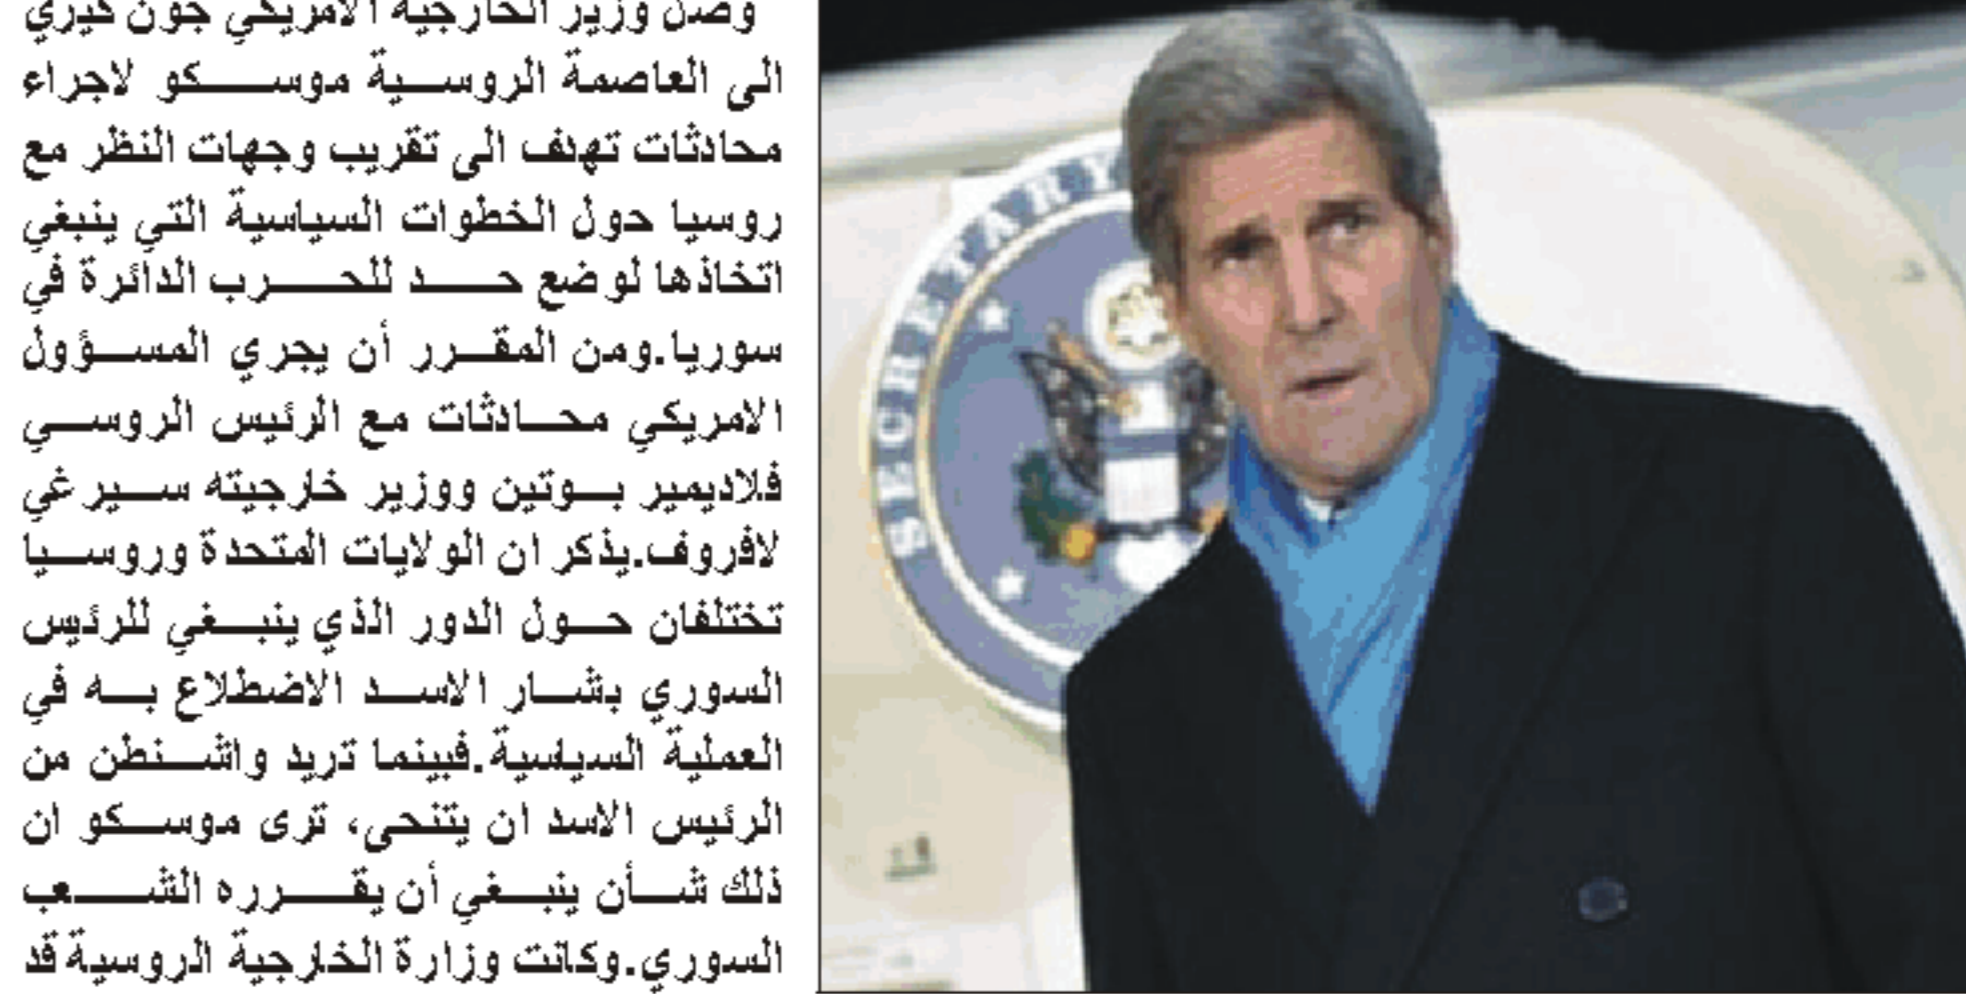 وصل وزير الخارجية الامريكي جون كيري
الى العاصمة الروسية موسكو لاجراء
محادثات تهدف الى تقريب وجهات النظر مع
روسيا حول الخطوات السياسية التي ينبغي
اتخاذها لوضع حد للحرب الدائرة في
سوريا.ومن المقرر أن يجري المسؤول
الامريكي محادثات مع الرئيس الروسي
فلاديمير بوتين ووزير خارجيته سيرغي
لافروف.يذكر ان الولايات المتحدة وروسيا
تختلفان حول الدور الذي ينبغي للرئيس
السوري بشار الاسد الاضطلاع به في
العملية السياسية.فبينما تريد واشنطن من
الرئيس الاسد ان يتنحى، ترى موسكو ان
ذلك شأن ينبغي أن يقرره الشعب
السوري.وكانت وزارة الخارجية الروسية قد
SECRETARY